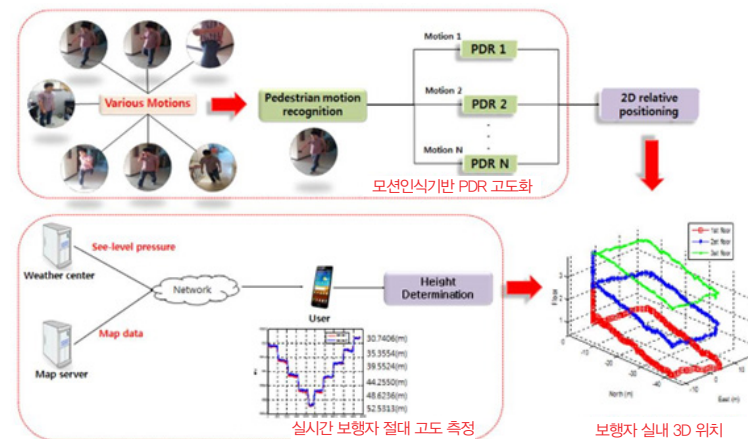 Various Motions
Pedestrian motion
recognition
Motion 1
PDR 1
Motion 2
PDR 2
Motion N
PDR N
2D relative
positioning
모션인식기반 PDR 고도화
See-level pressure
Weather center
Network
Map data
Map server
User
Height
Determination
30.7406(m)
35.3554(m)
39.5524(m)
44.2550(m)
48.6236(m)
52.5313(m)
실시간 보행자 절대 고도 측정
1st floor
2st floor
3st floor
Floor
North (m)
East (m)
보행자 실내 3D 위치